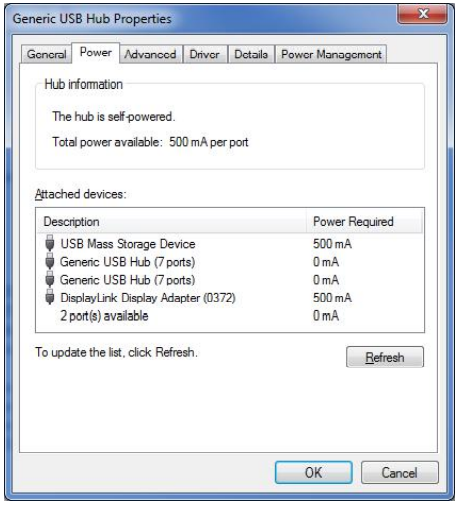 Generic USB Hub Properties
General Power Advanced Driver Details Power Management
Hub information
The hub is self-powered.
Total power available: 500 mA per port
Attached devices:
Description Power Required
USB Mass Storage Device 500 mA
Generic USB Hub (7 ports) 0 mA
Generic USB Hub (7 ports) 0 mA
DisplayLink Display Adapter (0372) 500 mA
2 port(s) available 0 mA
To update the list, click Refresh. Refresh
OK Cancel